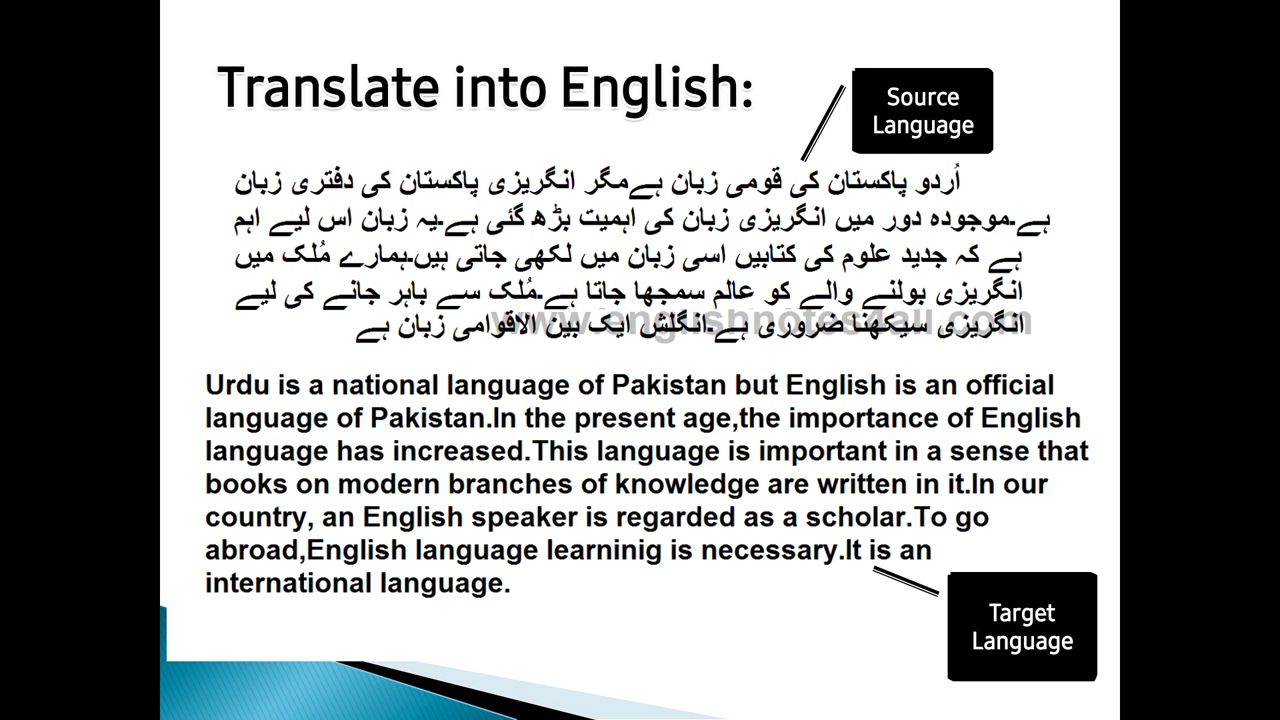 Translate into English:
Source
Language
اُردو پاکستان کی قومی زبان ہےمگر انگریزی پاکستان کی دفتری زبان
ہے۔موجودہ دور میں انگریزی زبان کی اہمیت بڑھ گئی ہے۔یہ زبان اس لیے اہم
ہے کہ جدید علوم کی کتابیں اسی زبان میں لکھی جاتی ہیں۔ہمارے مُلک میں
انگریزی بولنے والے کو عالم سمجھا جاتا ہے۔مُلک سے باہر جانے کی لیے
انگریزی سیکھنا ضروری ہے۔انگلش ایک بین الاقوامی زبان ہے
www.englishnotes4all.com
Urdu is a national language of Pakistan but English is an official
language of Pakistan.In the present age,the importance of English
language has increased.This language is important in a sense that
books on modern branches of knowledge are written in it.In our
country, an English speaker is regarded as a scholar.To go
abroad,English language learninig is necessary.It is an
international language.
Target
Language